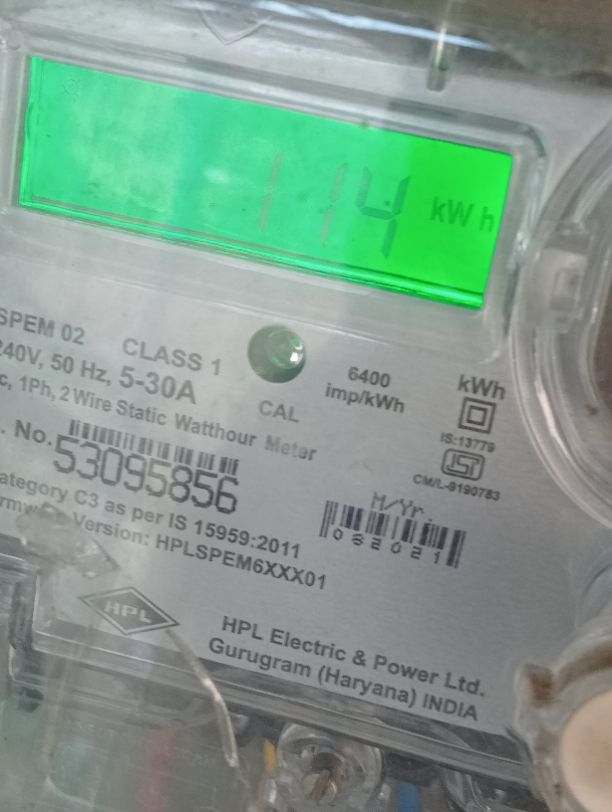 114 kWh
SPEM 02 CLASS 1
240V, 50 Hz, 5-30A
1Ph, 2 Wire Static Watthour Meter
CAL
6400
imp/kWh
kWh
IS:13779
ISI
CM/L-9190783
. No. 53095856
ategory C3 as per IS 15959:2011
Version: HPLSPEM6XXX01
M/Yr.
082021
HPL
HPL Electric & Power Ltd.
Gurugram (Haryana) INDIA